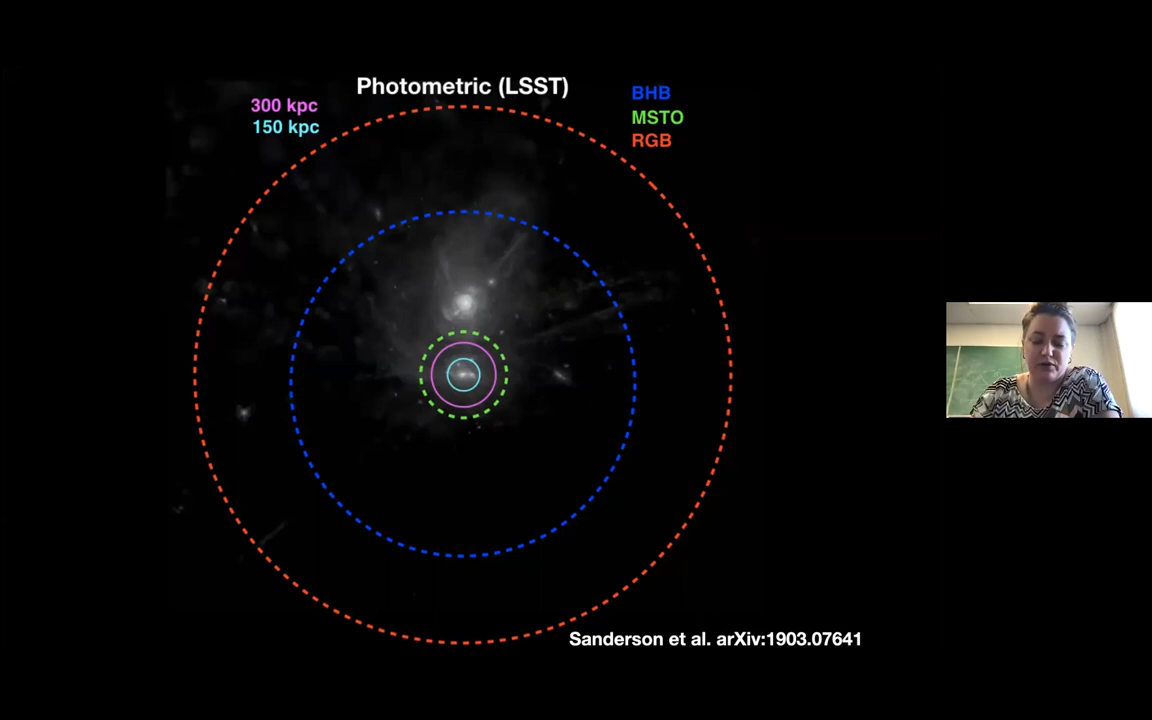 Photometric (LSST)
300 kpc
150 kpc
BHB
MSTO
RGB
Sanderson et al. arXiv:1903.07641